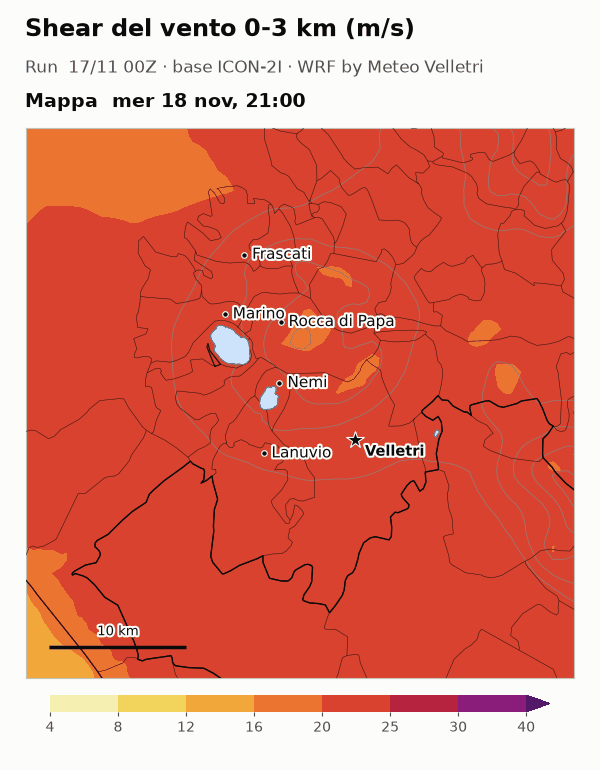 Shear del vento 0-3 km (m/s)
Run  17/11 00Z · base ICON-2I · WRF by Meteo Velletri
Mappa  mer 18 nov, 21:00
Frascati
Marino
Rocca di Papa
Nemi
Velletri
Lanuvio
10 km
4 8 12 16 20 25 30 40